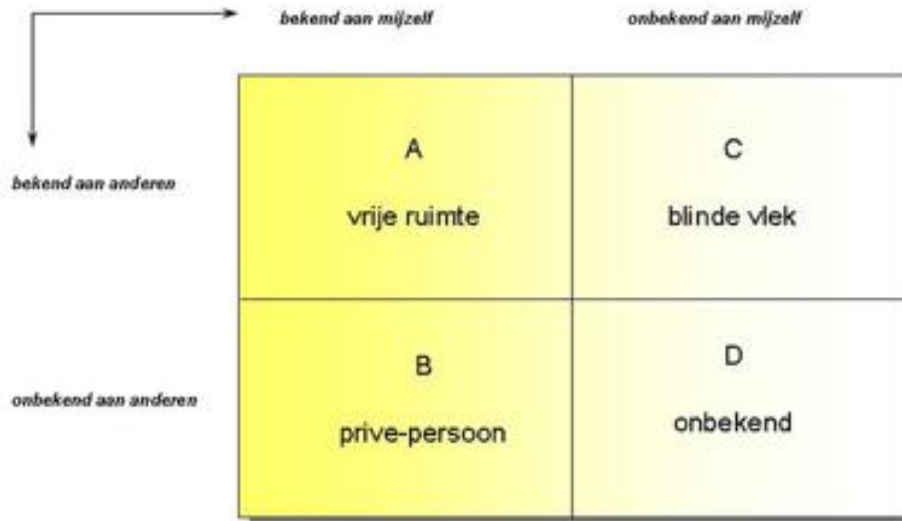 bekend aan mijzelf
onbekend aan mijzelf
bekend aan anderen
A
vrije ruimte
C
blinde vlek
onbekend aan anderen
B
prive-persoon
D
onbekend